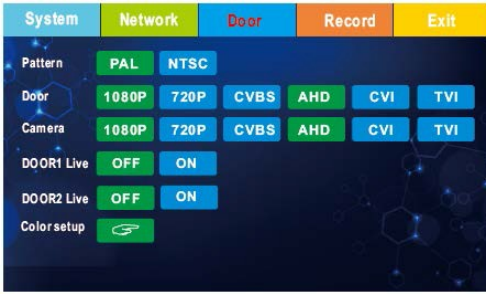 System Network Door Record Exit
Pattern PAL NTSC
Door 1080P 720P CVBS AHD CVI TVI
Camera 1080P 720P CVBS AHD CVI TVI
DOOR1 Live OFF ON
DOOR2 Live OFF ON
Color setup